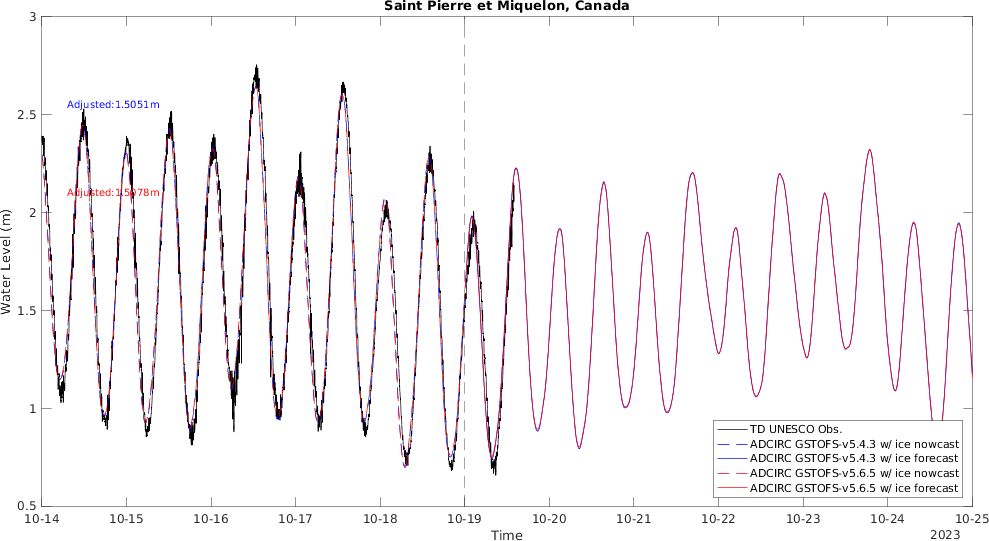 Saint Pierre et Miquelon, Canada
3
2.5
2
1.5
1
0.5
Water Level (m)
Adjusted:1.5051m
Adjusted:1.5078m
TD UNESCO Obs.
ADCIRC GSTOFS-v5.4.3 w/ ice nowcast
ADCIRC GSTOFS-v5.4.3 w/ ice forecast
ADCIRC GSTOFS-v5.6.5 w/ ice nowcast
ADCIRC GSTOFS-v5.6.5 w/ ice forecast
10-14 10-15 10-16 10-17 10-18 10-19 10-20 10-21 10-22 10-23 10-24 10-25
Time
2023